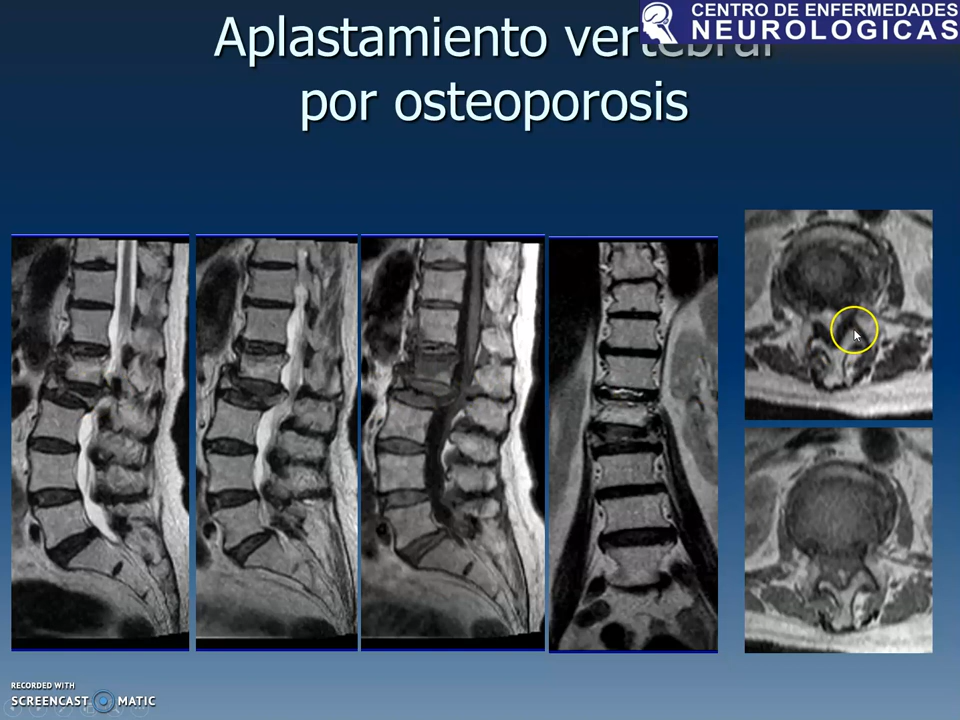 Aplastamiento
por osteoporosis
CENTRO DE ENFERMEDADES
NEUROLOGICAS
RECORDED WITH
SCREENCAST MATIC